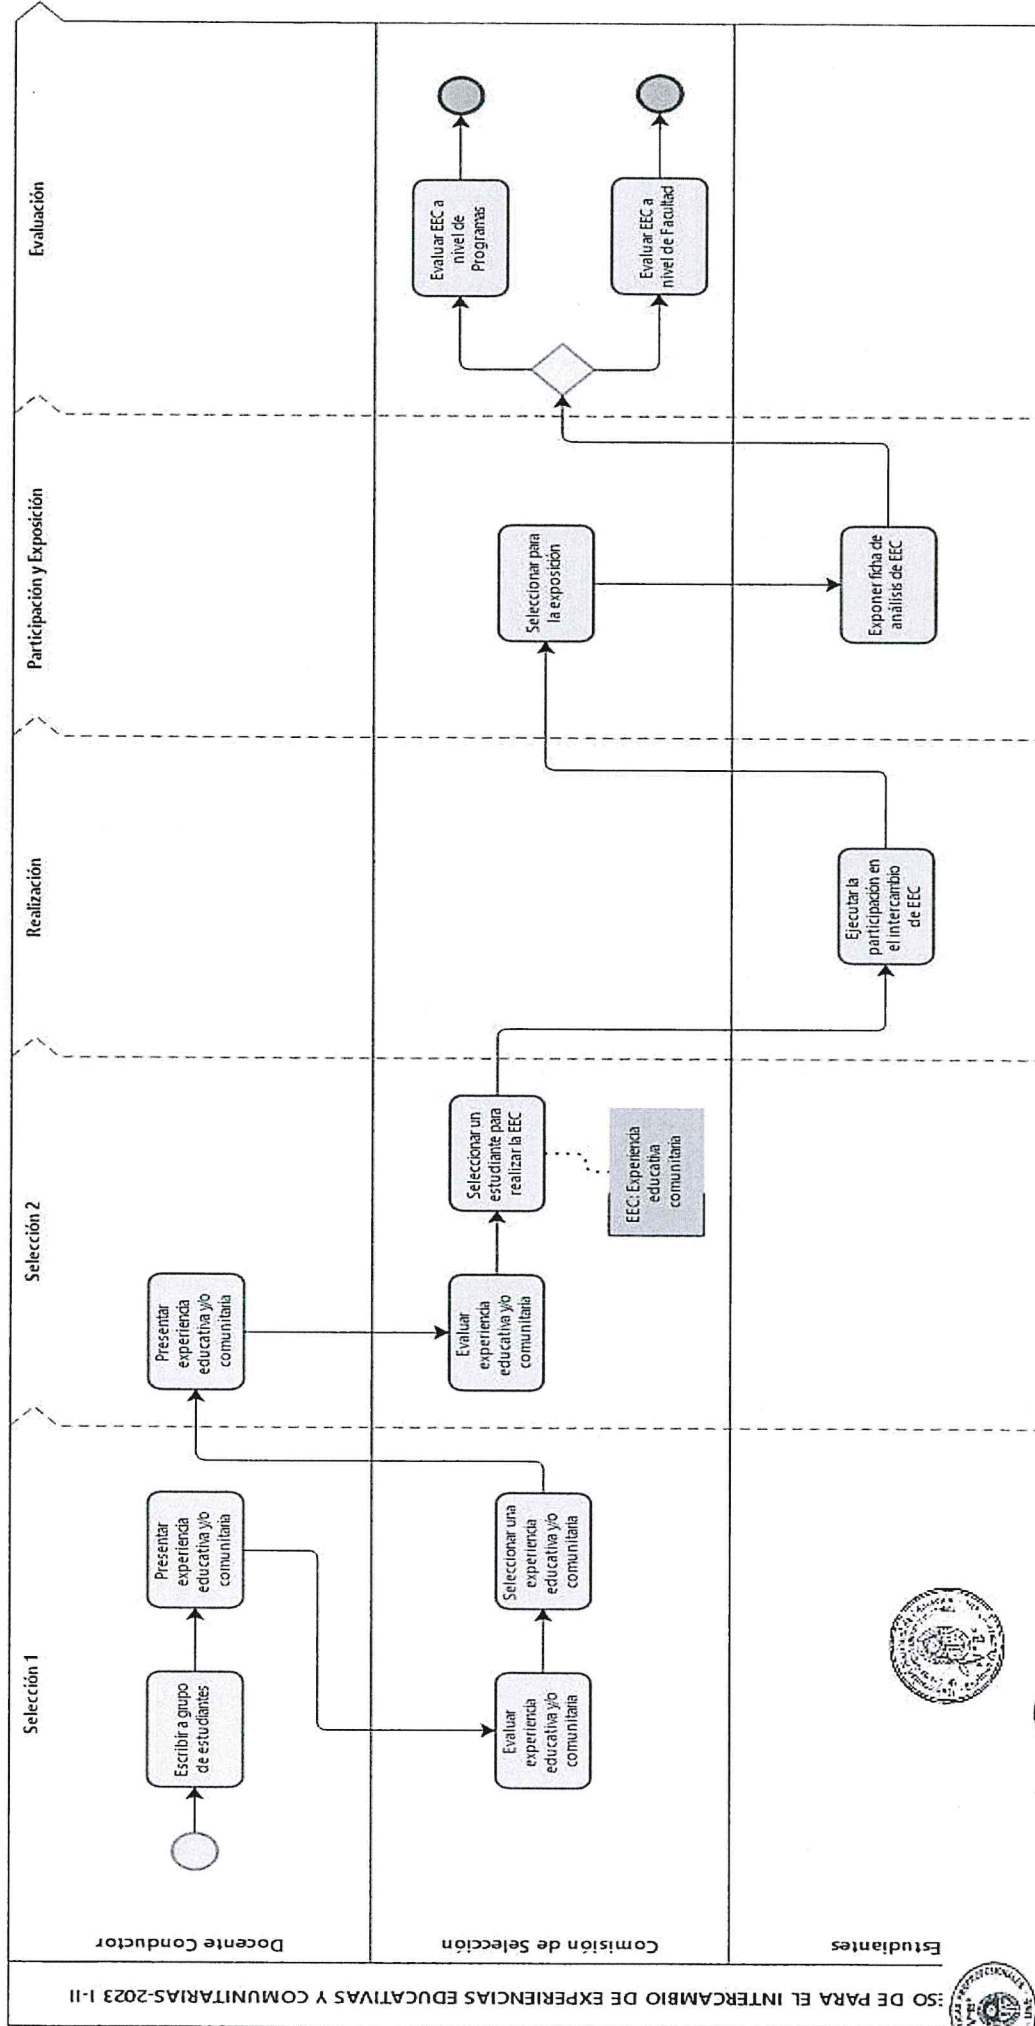 SO DE PARA EL INTERCAMBIO DE EXPERIENCIAS EDUCATIVAS Y COMUNITARIAS-2023 I-II
Docente Conductor
Comisión de Selección
Estudiantes
Selección 1
Selección 2
Realización
Participación y Exposición
Evaluación
Escribir a grupo
de estudiantes
Presentar
experiencia
educativa y/o
comunitaria
Evaluar
experiencia
educativa y/o
comunitaria
Seleccionar una
experiencia
educativa y/o
comunitaria
Presentar
experiencia
educativa y/o
comunitaria
Evaluar
experiencia
educativa y/o
comunitaria
Seleccionar un
estudiante para
realizar la EEC
EEC: Experiencia
educativa
comunitaria
Ejecutar la
participación en
el intercambio
de EEC
Seleccionar para
la exposición
Exponer ficha de
análisis de EEC
Evaluar EEC a
nivel de
Programas
Evaluar EEC a
nivel de Facultad